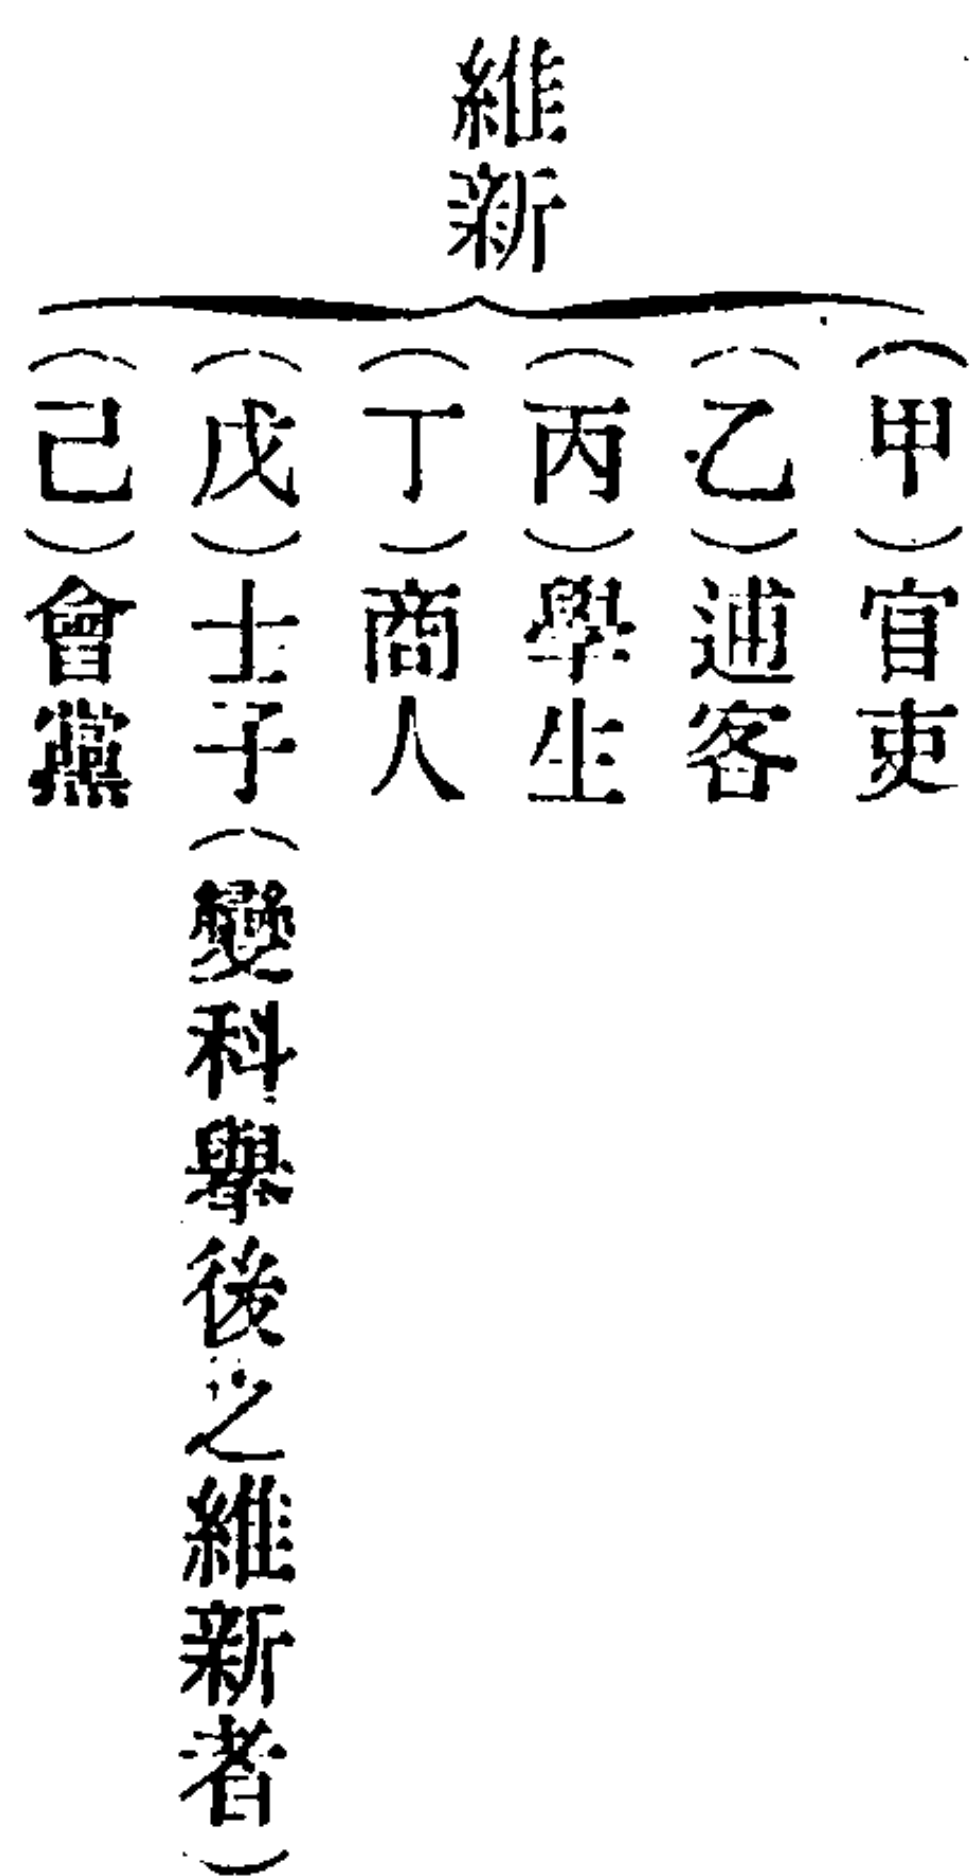 維新
（甲）官吏
（乙）逋客
（丙）學生
（丁）商人
（戊）士子（變科舉後之維新者）
（己）會黨